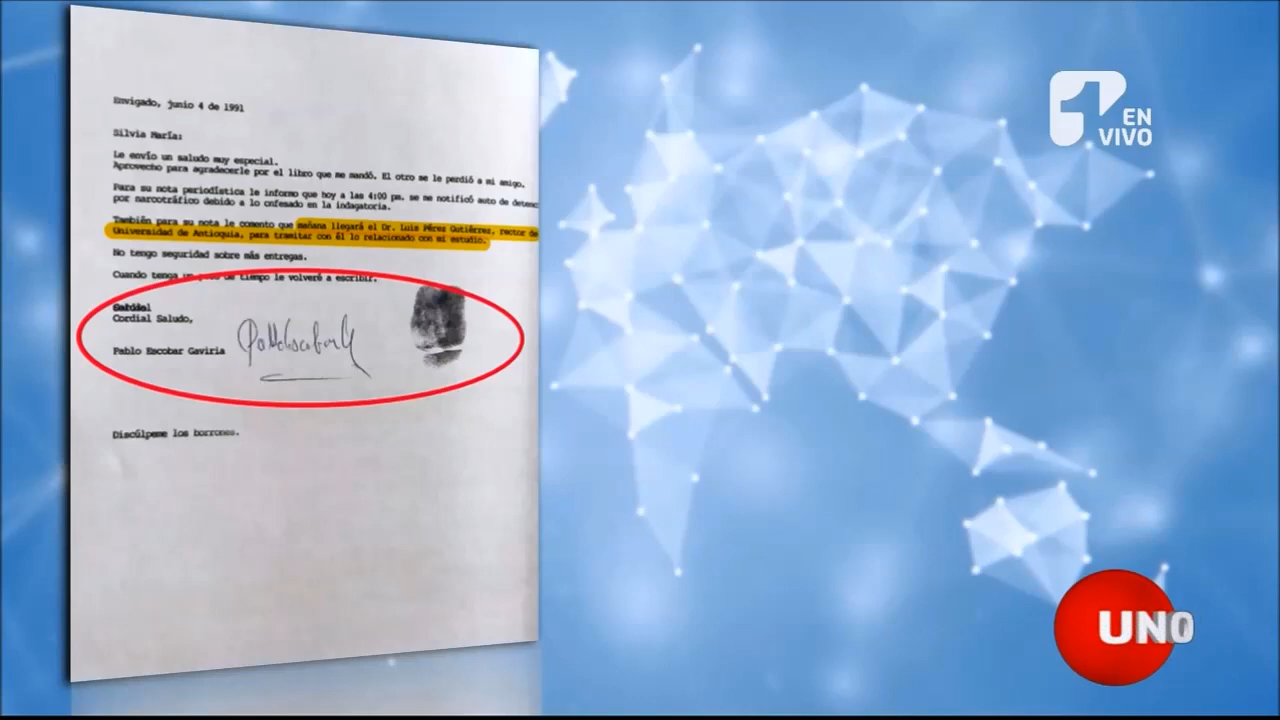 Envigado, junio 4 de 1991
Silvia María:
Le envío un saludo muy especial.
Aprovecho para agradecerle por el libro que me mandó. El otro se le perdió a mi amigo.
Para su nota periodística le informo que hoy a las 4:00 pm. se me notificó auto de detenc
por narcotráfico debido a lo cnfesado en la indagatoria.
También para su nota le comento que mañana llegará el Dr. Luis Pérez Gutiérrez, rector de
Universidad de Antioquia, para tramitar con él lo relacionado con mi estudio.
No tengo seguridad sobre más entregas.
Cuando tenga un de tiempo le volveré a escribir.
Cordial Saludo,
Pablo Escobar Gaviria
PabloEscobarG
Discúlpeme los borrones.
1 EN VIVO
UNO